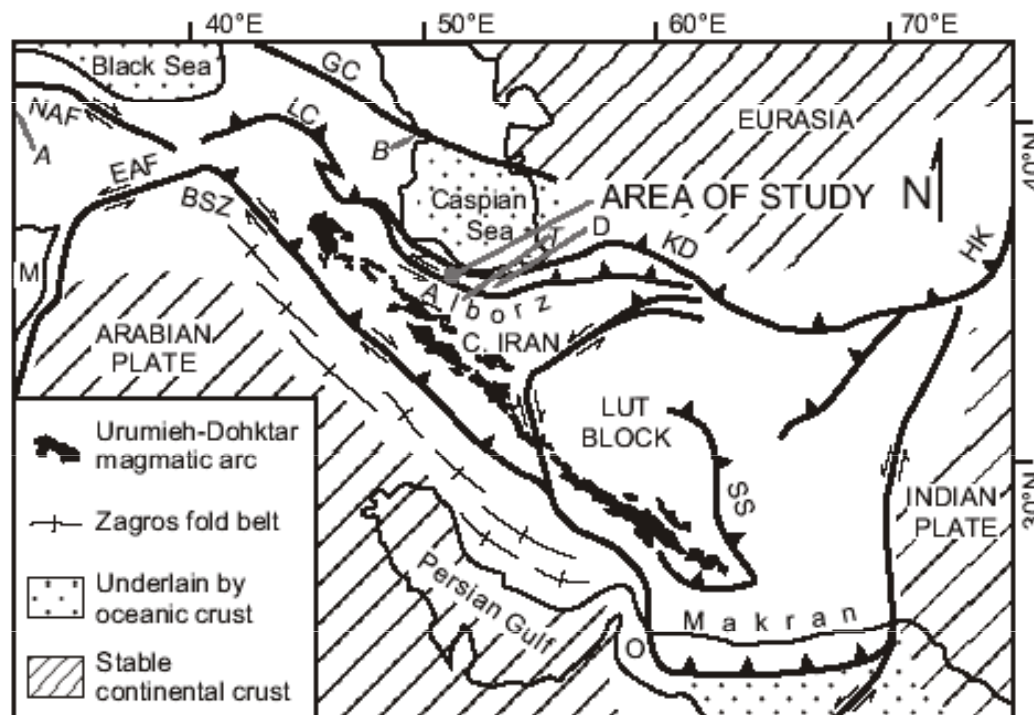 40°E
50°E
60°E
70°E
Black Sea
GC
NAF
LC
EURASIA
A
B
40°N
EAF
Caspian
Sea
AREA OF STUDY
N
BSZ
T
D
KD
HK
M
Alborz
ARABIAN
PLATE
C. IRAN
LUT
BLOCK
Urumieh-Dohktar
magmatic arc
SS
30°N
INDIAN
PLATE
Zagros fold belt
Underlain by
oceanic crust
Persian Gulf
Makran
O
Stable
continental crust